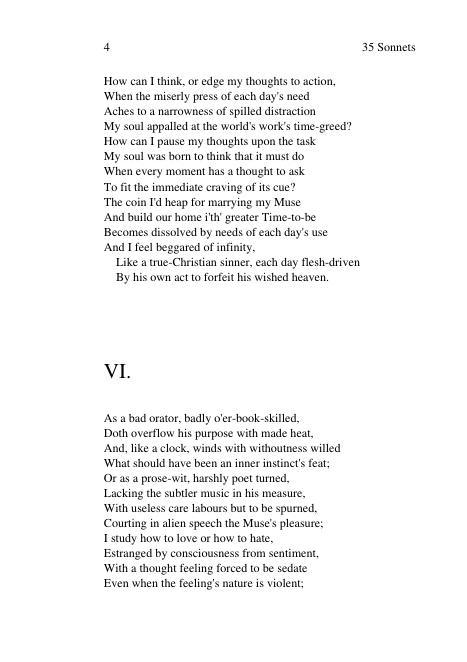 4 35 Sonnets
How can I think, or edge my thoughts to action,
When the miserly press of each day's need
Aches to a narrowness of spilled distraction
My soul appalled at the world's work's time-greed?
How can I pause my thoughts upon the task
My soul was born to think that it must do
When every moment has a thought to ask
To fit the immediate craving of its cue?
The coin I'd heap for marrying my Muse
And build our home i'th' greater Time-to-be
Becomes dissolved by needs of each day's use
And I feel beggared of infinity,
Like a true-Christian sinner, each day flesh-driven
By his own act to forfeit his wished heaven.
VI.
As a bad orator, badly o'er-book-skilled,
Doth overflow his purpose with made heat,
And, like a clock, winds with withoutness willed
What should have been an inner instinct's feat;
Or as a prose-wit, harshly poet turned,
Lacking the subtler music in his measure,
With useless care labours but to be spurned,
Courting in alien speech the Muse's pleasure;
I study how to love or how to hate,
Estranged by consciousness from sentiment,
With a thought feeling forced to be sedate
Even when the feeling's nature is violent;